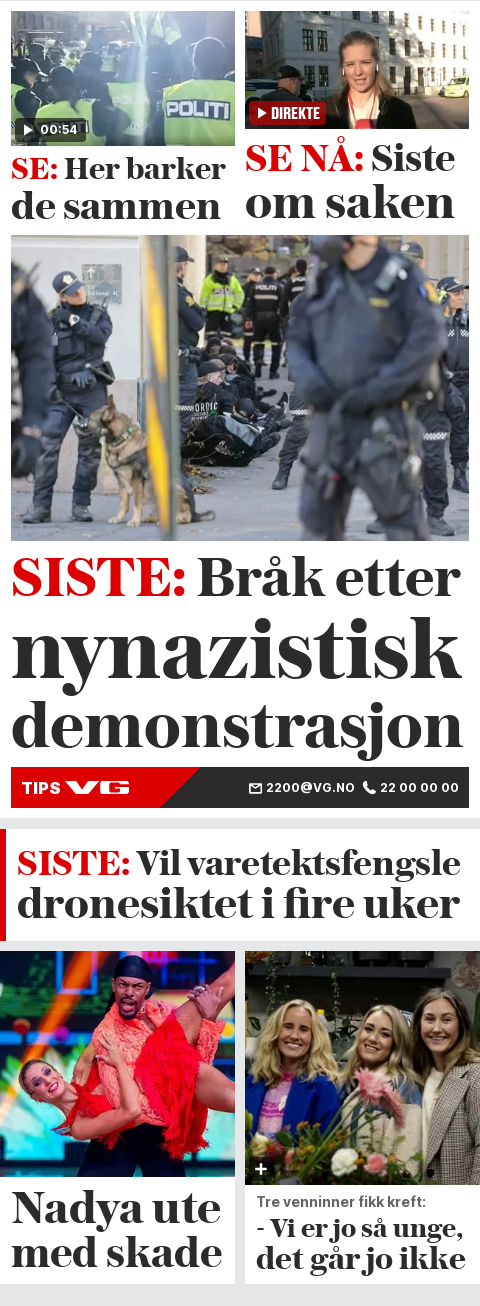 POLITI
00:54
DIREKTE
SE: Her barker
de sammen
SE NÅ: Siste
om saken
POLITI
NORDIC
SISTE: Bråk etter
nynazistisk
demonstrasjon
TIPS VG
2200@VG.NO
22 00 00 00
SISTE: Vil varetektsfengsle
dronesiktet i fire uker
Nadya ute
med skade
Tre venninner fikk kreft:
- Vi er jo så unge,
det går jo ikke